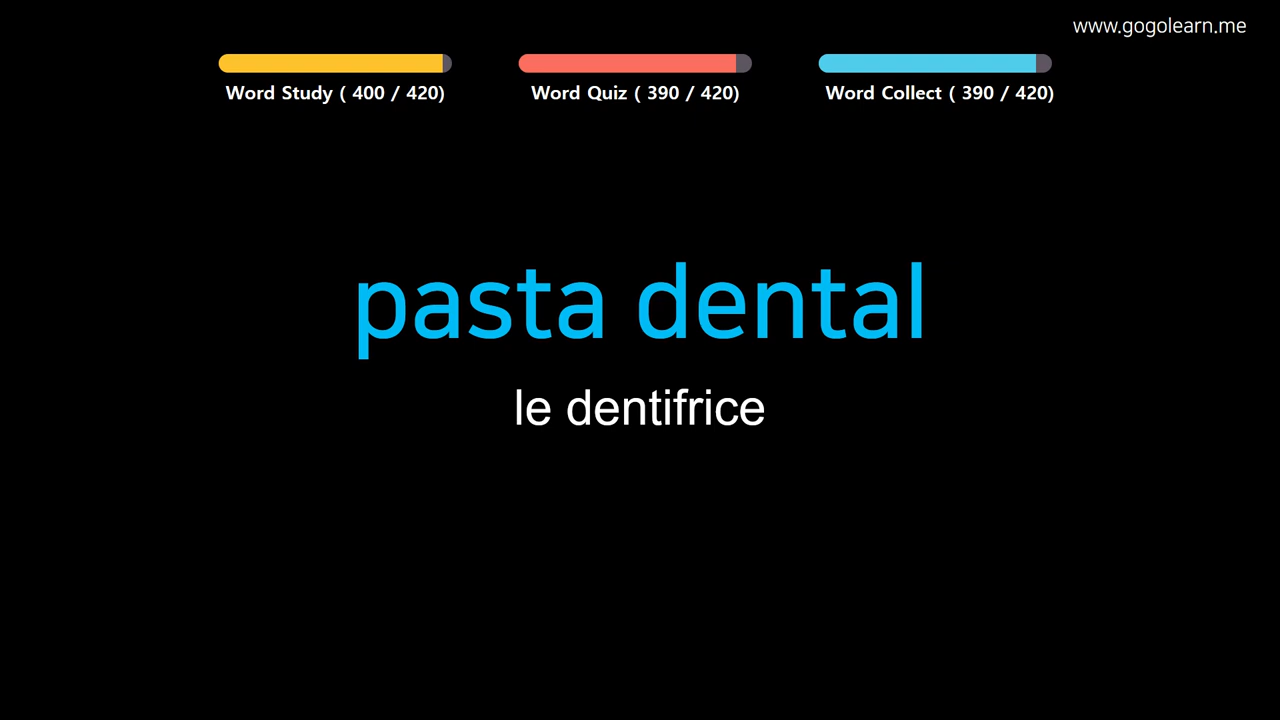 www.gogolearn.me
Word Study ( 400 / 420)
Word Quiz ( 390 / 420)
Word Collect ( 390 / 420)
pasta dental
le dentifrice